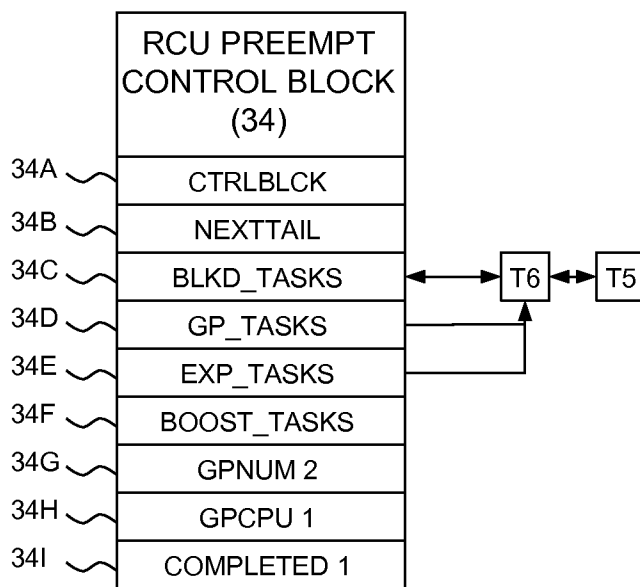 RCU PREEMPT
CONTROL BLOCK
(34)
34A CTRLBLCK
34B NEXTTAIL
34C BLKD_TASKS T6 T5
34D GP_TASKS
34E EXP_TASKS
34F BOOST_TASKS
34G GPNUM 2
34H GPCPU 1
34I COMPLETED 1